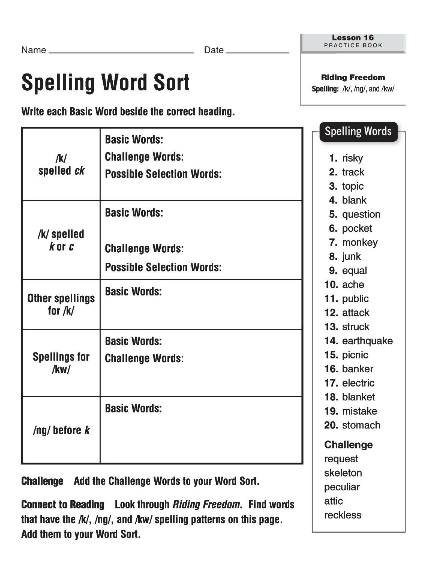 Lesson 16
PRACTICE BOOK
Name
Date
Riding Freedom
Spelling: /k/, /ng/, and /kw/
Spelling Word Sort
Write each Basic Word beside the correct heading.
/k/
spelled ck
Basic Words:
Challenge Words:
Possible Selection Words:
/k/ spelled
k or c
Basic Words:
Challenge Words:
Possible Selection Words:
Other spellings
for /k/
Basic Words:
Spellings for
/kw/
Basic Words:
Challenge Words:
/ng/ before k
Basic Words:
Challenge Add the Challenge Words to your Word Sort.
Connect to Reading Look through Riding Freedom. Find words
that have the /k/, /ng/, and /kw/ spelling patterns on this page.
Add them to your Word Sort.
Spelling Words
1. risky
2. track
3. topic
4. blank
5. question
6. pocket
7. monkey
8. junk
9. equal
10. ache
11. public
12. attack
13. struck
14. earthquake
15. picnic
16. banker
17. electric
18. blanket
19. mistake
20. stomach
Challenge
request
skeleton
peculiar
attic
reckless